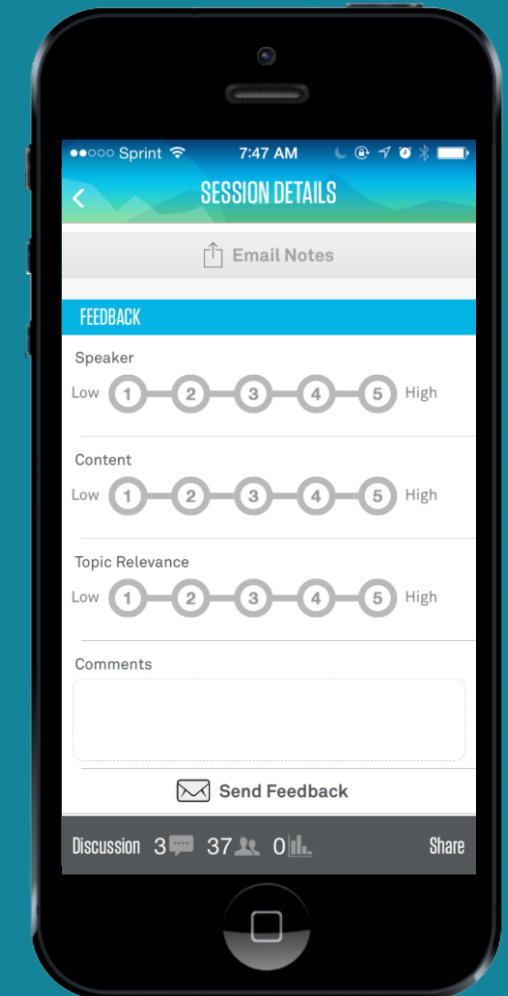 Sprint 7:47 AM
SESSION DETAILS
Email Notes
FEEDBACK
Speaker
Low 1 2 3 4 5 High
Content
Low 1 2 3 4 5 High
Topic Relevance
Low 1 2 3 4 5 High
Comments
Send Feedback
Discussion 3 37 0 Share